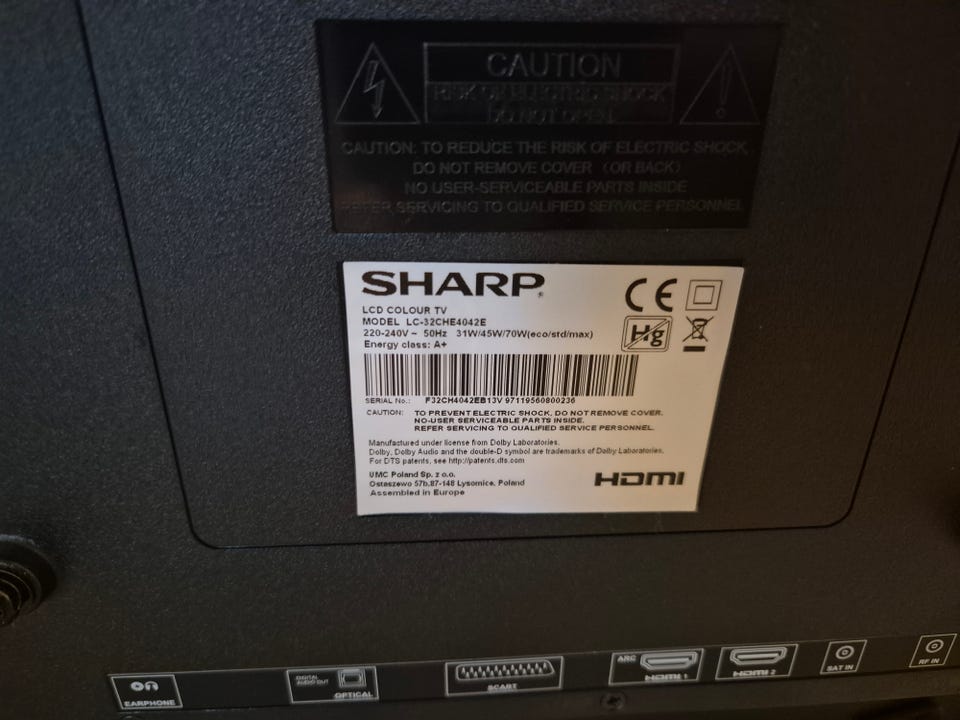 CAUTION
RISK OF ELECTRIC SHOCK
DO NOT OPEN
CAUTION: TO REDUCE THE RISK OF ELECTRIC SHOCK,
DO NOT REMOVE COVER (OR BACK)
NO USER-SERVICEABLE PARTS INSIDE
REFER SERVICING TO QUALIFIED SERVICE PERSONNEL
SHARP®
LCD COLOUR TV
MODEL LC-32CHE4042E
220-240V ~ 50Hz 31W/45W/70W(eco/std/max)
Energy class: A+
CE
Hg
SERIAL No.: F32CH4042EB13V 97119560800236
CAUTION: TO PREVENT ELECTRIC SHOCK, DO NOT REMOVE COVER.
NO-USER SERVICEABLE PARTS INSIDE.
REFER SERVICING TO QUALIFIED SERVICE PERSONNEL.
Manufactured under license from Dolby Laboratories.
Dolby, Dolby Audio and the double-D symbol are trademarks of Dolby Laboratories.
For DTS patents, see http://patents.dts.com
UMC Poland Sp. z o.o.
Ostaszewo 57b,87-148 Lysomice, Poland
Assembled in Europe
HDMI
EARPHONE
DIGITAL
AUDIO OUT
OPTICAL
SCART
ARC
HDMI 1
HDMI 2
SAT IN
RF IN